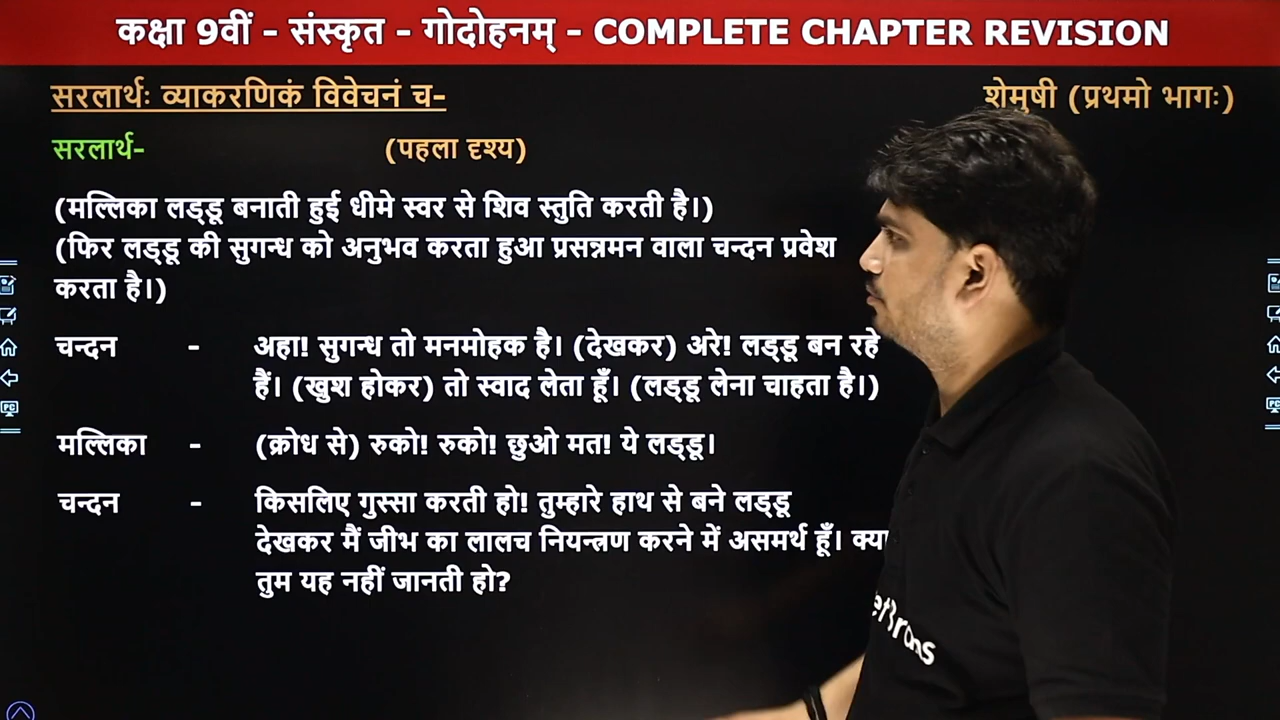 कक्षा 9वीं – संस्कृत – गोदोहनम् – COMPLETE CHAPTER REVISION
सरलार्थः व्याकरणिकं विवेचनं च-
शेमुषी (प्रथमो भागः)
सरलार्थ-
(पहला दृश्य)
(मल्लिका लड्डू बनाती हुई धीमे स्वर से शिव स्तुति करती है।)
(फिर लड्डू की सुगन्ध को अनुभव करता हुआ प्रसन्नमन वाला चन्दन प्रवेश
करता है।)
चन्दन - अहा! सुगन्ध तो मनमोहक है। (देखकर) अरे! लड्डू बन रहे
हैं। (खुश होकर) तो स्वाद लेता हूँ। (लड्डू लेना चाहता है।)
मल्लिका - (क्रोध से) रुको! रुको! छुओ मत! ये लड्डू।
चन्दन - किसलिए गुस्सा करती हो! तुम्हारे हाथ से बने लड्डू
देखकर मैं जीभ का लालच नियन्त्रण करने में असमर्थ हूँ। क्या
तुम यह नहीं जानती हो?